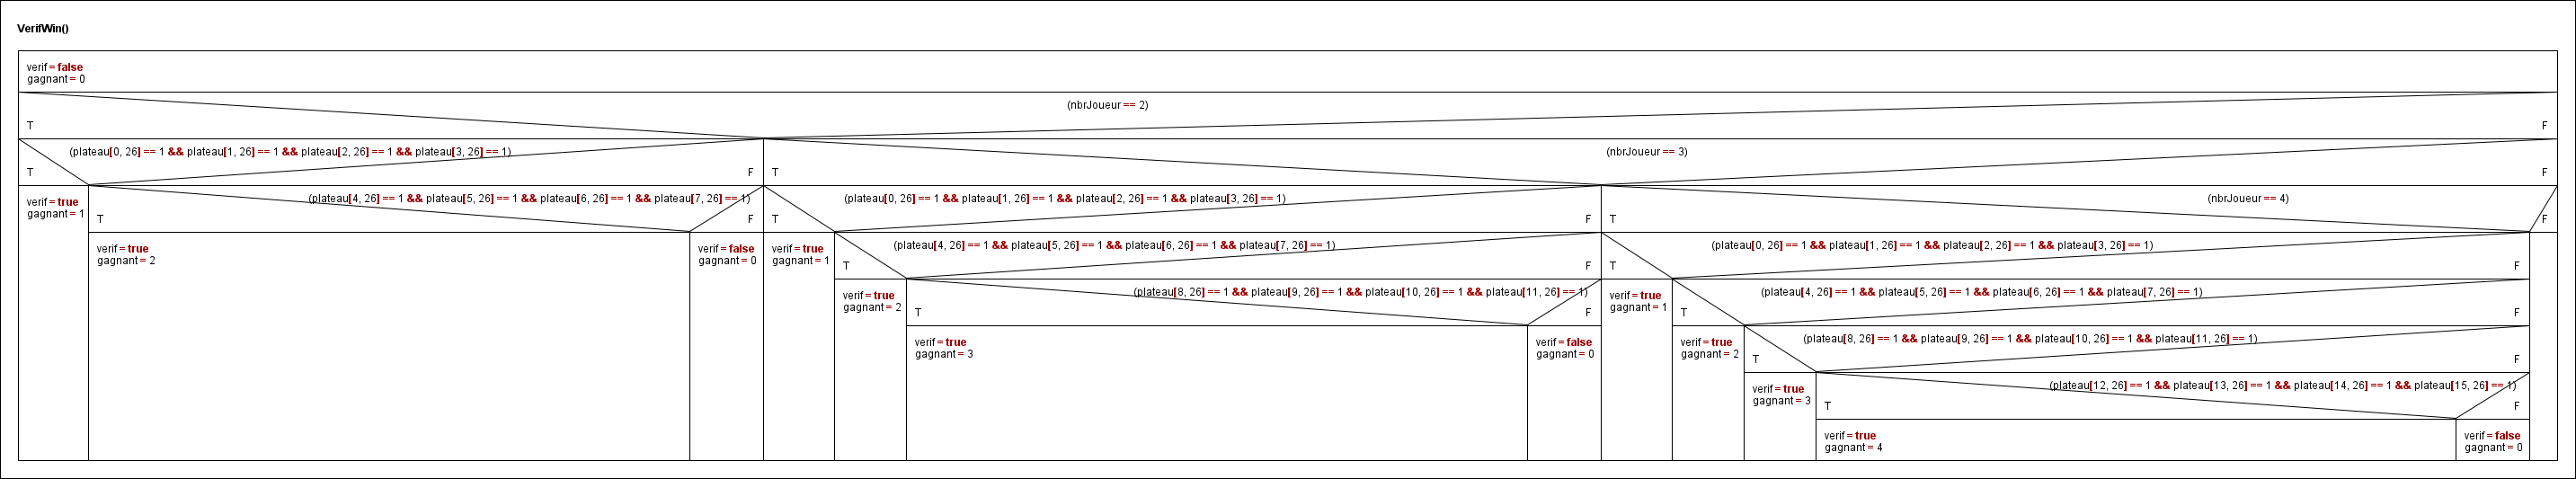 VerifWin()
verif = false
gagnant = 0
(nbrJoueur == 2)
T
F
(plateau[0, 26] == 1 && plateau[1, 26] == 1 && plateau[2, 26] == 1 && plateau[3, 26] == 1)
T
F
(nbrJoueur == 3)
T
F
verif = true
gagnant = 1
(plateau[4, 26] == 1 && plateau[5, 26] == 1 && plateau[6, 26] == 1 && plateau[7, 26] == 1)
T
F
verif = true
gagnant = 2
verif = false
gagnant = 0
(plateau[0, 26] == 1 && plateau[1, 26] == 1 && plateau[2, 26] == 1 && plateau[3, 26] == 1)
T
F
verif = true
gagnant = 1
(plateau[4, 26] == 1 && plateau[5, 26] == 1 && plateau[6, 26] == 1 && plateau[7, 26] == 1)
T
F
verif = true
gagnant = 2
(plateau[8, 26] == 1 && plateau[9, 26] == 1 && plateau[10, 26] == 1 && plateau[11, 26] == 1)
T
F
verif = true
gagnant = 3
verif = false
gagnant = 0
(nbrJoueur == 4)
T
F
(plateau[0, 26] == 1 && plateau[1, 26] == 1 && plateau[2, 26] == 1 && plateau[3, 26] == 1)
T
F
verif = true
gagnant = 1
(plateau[4, 26] == 1 && plateau[5, 26] == 1 && plateau[6, 26] == 1 && plateau[7, 26] == 1)
T
F
verif = true
gagnant = 2
(plateau[8, 26] == 1 && plateau[9, 26] == 1 && plateau[10, 26] == 1 && plateau[11, 26] == 1)
T
F
verif = true
gagnant = 3
(plateau[12, 26] == 1 && plateau[13, 26] == 1 && plateau[14, 26] == 1 && plateau[15, 26] == 1)
T
F
verif = true
gagnant = 4
verif = false
gagnant = 0